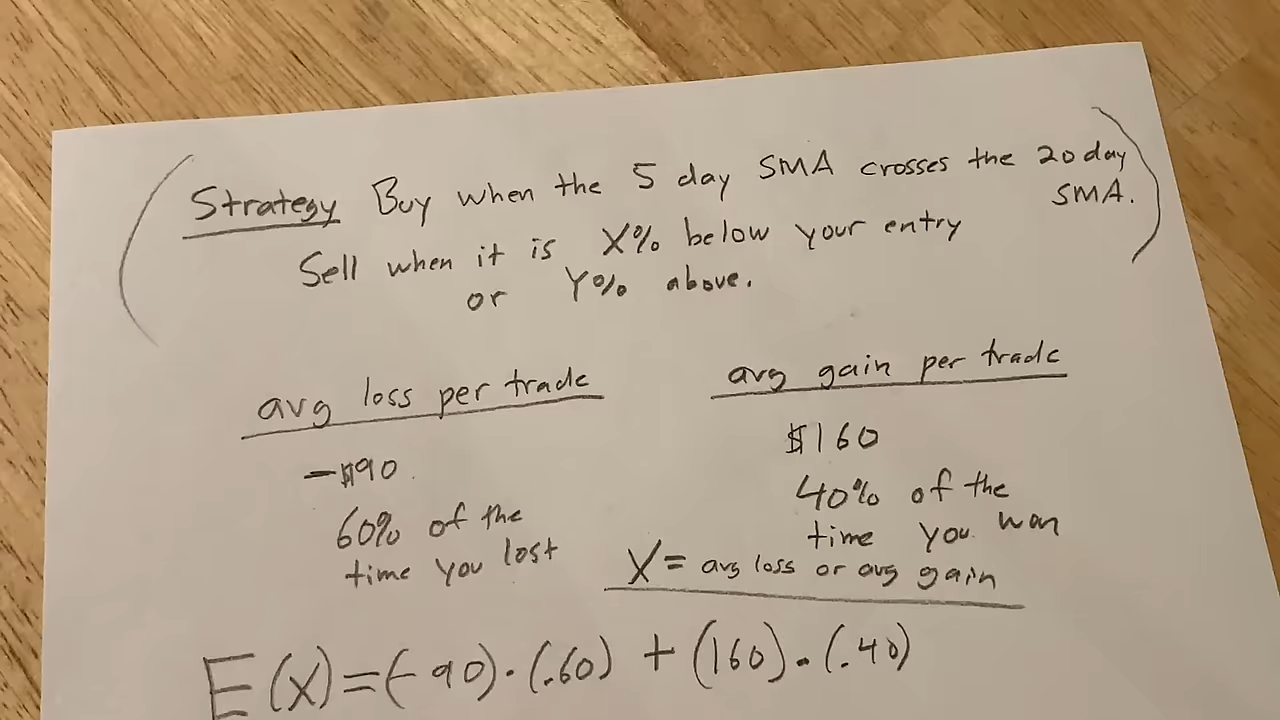 Strategy Buy when the 5 day SMA crosses the 20 day
SMA.
Sell when it is X% below your entry
or Y% above.
avg loss per trade
-$90
60% of the
time you lost
avg gain per trade
$160
40% of the
time you won
X = avg loss or avg gain
E(X)=(-90)·(.60) + (160)·(.40)